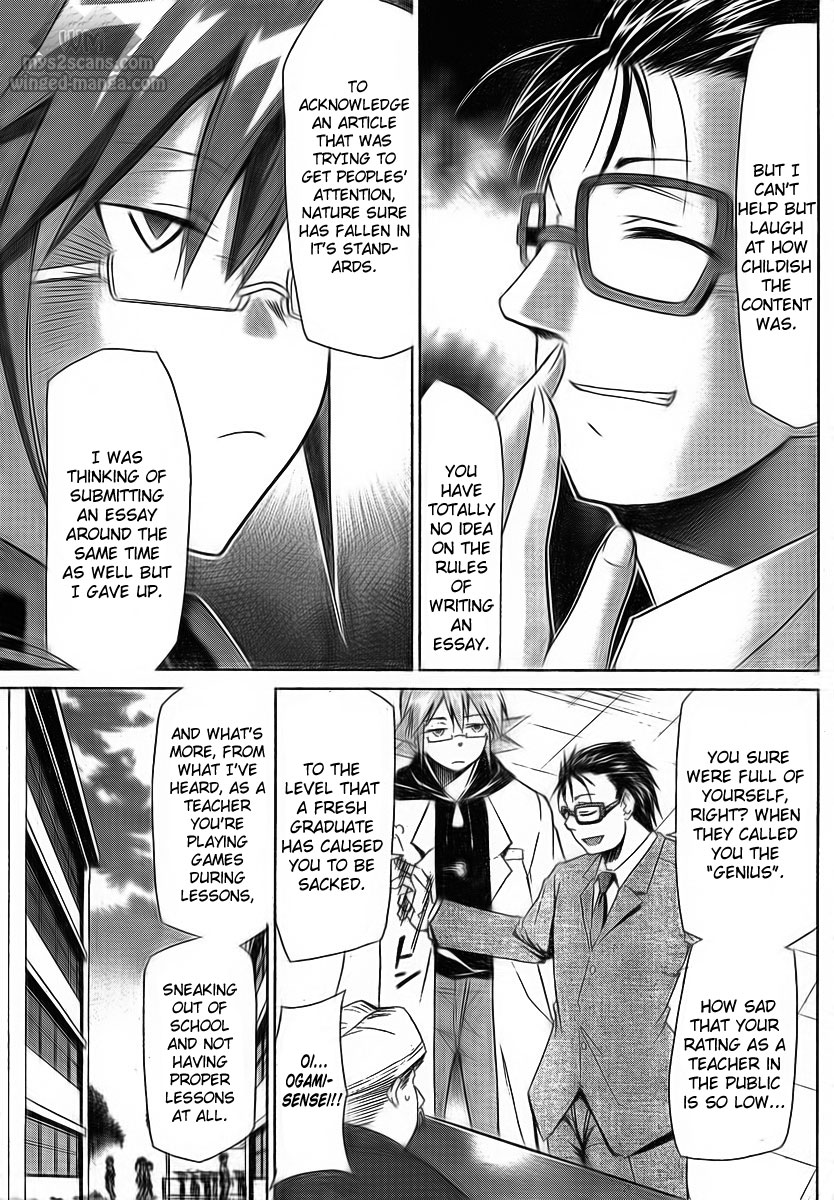 WM
mvs2scans.com
winged-manga.com
BUT I
CAN'T
HELP BUT
LAUGH
AT HOW
CHILDISH
THE
CONTENT
WAS.
YOU
HAVE
TOTALLY
NO IDEA
ON THE
RULES
OF
WRITING
AN
ESSAY.
TO
ACKNOWLEDGE
AN ARTICLE
THAT WAS
TRYING TO
GET PEOPLES'
ATTENTION,
NATURE SURE
HAS FALLEN IN
IT'S STAND-
ARDS.
I WAS
THINKING OF
SUBMITTING
AN ESSAY
AROUND THE
SAME TIME
AS WELL BUT
I GAVE UP.
YOU SURE
WERE FULL OF
YOURSELF,
RIGHT? WHEN
THEY CALLED
YOU THE
"GENIUS".
HOW SAD
THAT YOUR
RATING AS A
TEACHER IN
THE PUBLIC
IS SO LOW...
TO THE
LEVEL THAT
A FRESH
GRADUATE
HAS CAUSED
YOU TO BE
SACKED.
OI...
OGAMI-
SENSEI!!
AND WHAT'S
MORE, FROM
WHAT I'VE
HEARD, AS A
TEACHER
YOU'RE
PLAYING
GAMES
DURING
LESSONS,
SNEAKING
OUT OF
SCHOOL
AND NOT
HAVING
PROPER
LESSONS
AT ALL.